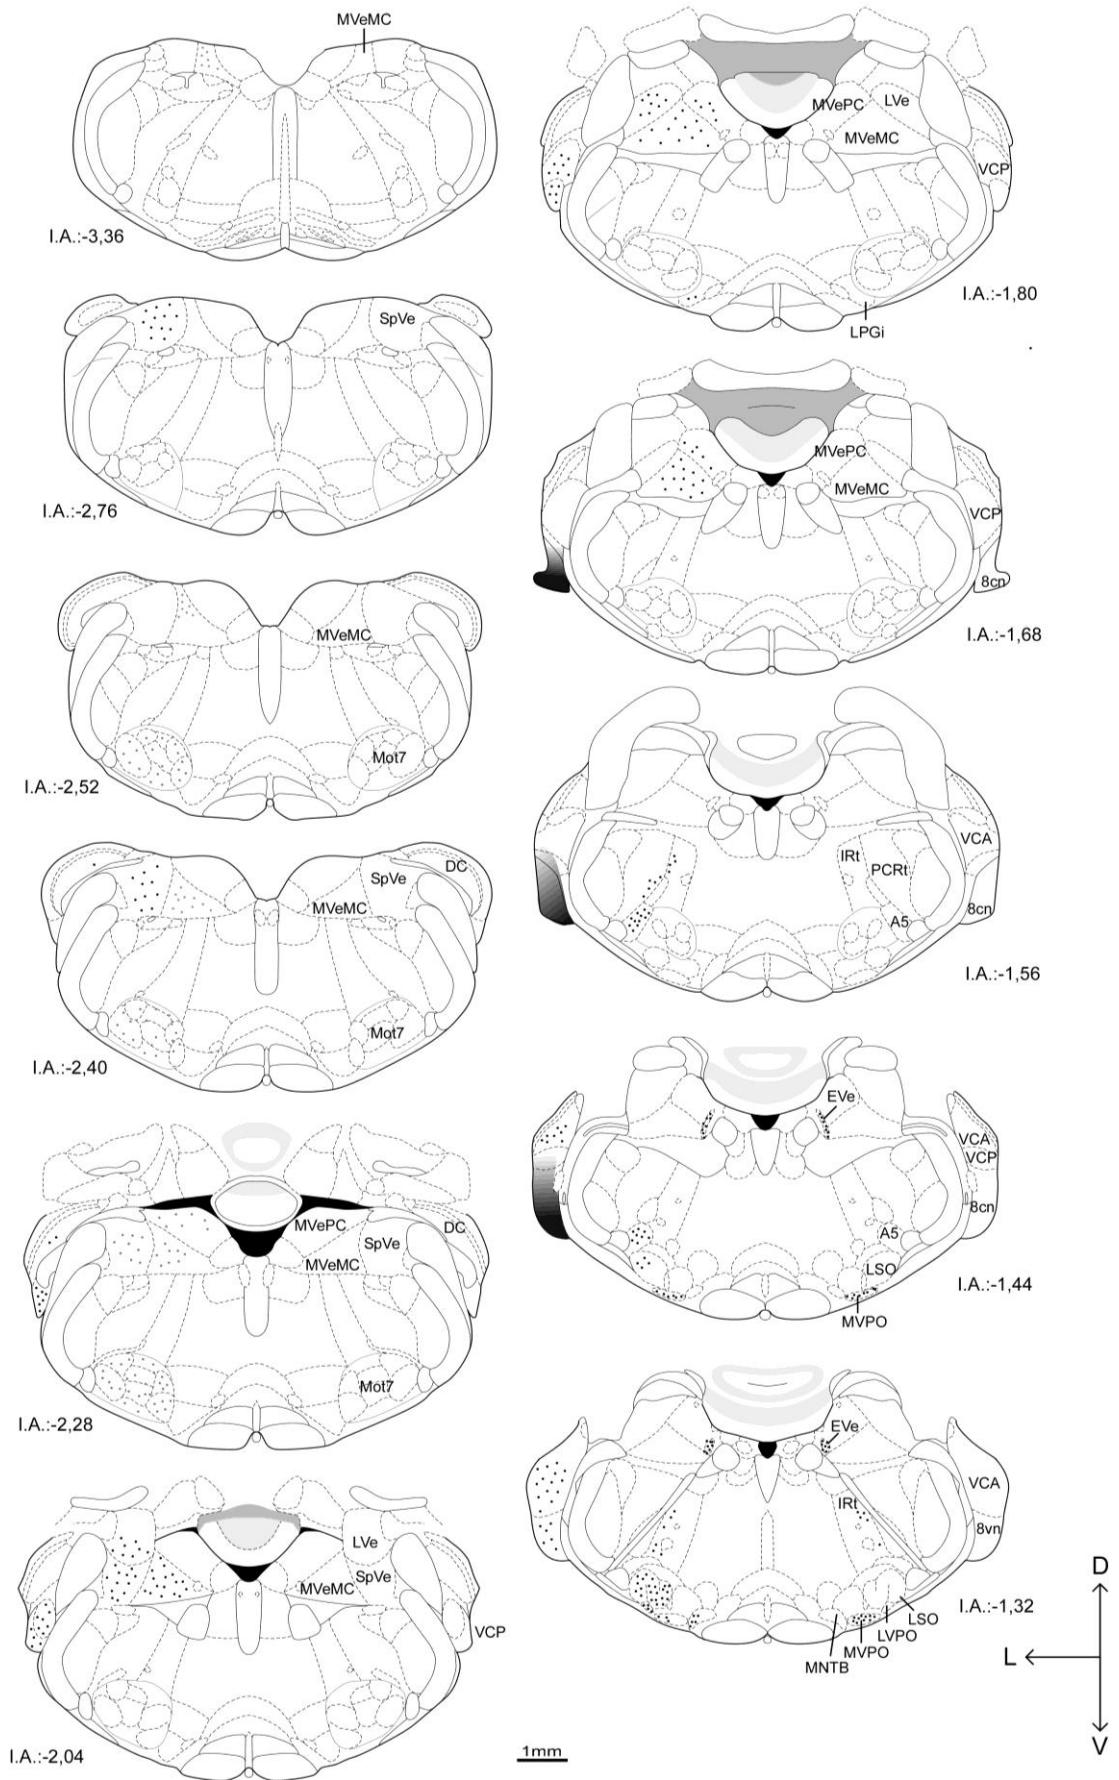 MVeMC
I.A.:-3,36
SpVe
I.A.:-2,76
MVeMC
Mot7
I.A.:-2,52
DC
SpVe
MVeMC
Mot7
I.A.:-2,40
MVePC
DC
SpVe
MVeMC
Mot7
I.A.:-2,28
LVe
SpVe
MVeMC
VCP
I.A.:-2,04
MVePC
LVe
MVeMC
VCP
I.A.:-1,80
LPGi
MVePC
MVeMC
VCP
8cn
I.A.:-1,68
VCA
IRt
PCRt
8cn
A5
I.A.:-1,56
EVe
VCA
VCP
8cn
A5
LSO
I.A.:-1,44
MVPO
EVe
VCA
IRt
8vn
I.A.:-1,32
LSO
LVPO
MVPO
MNTB
D
L
V
1mm